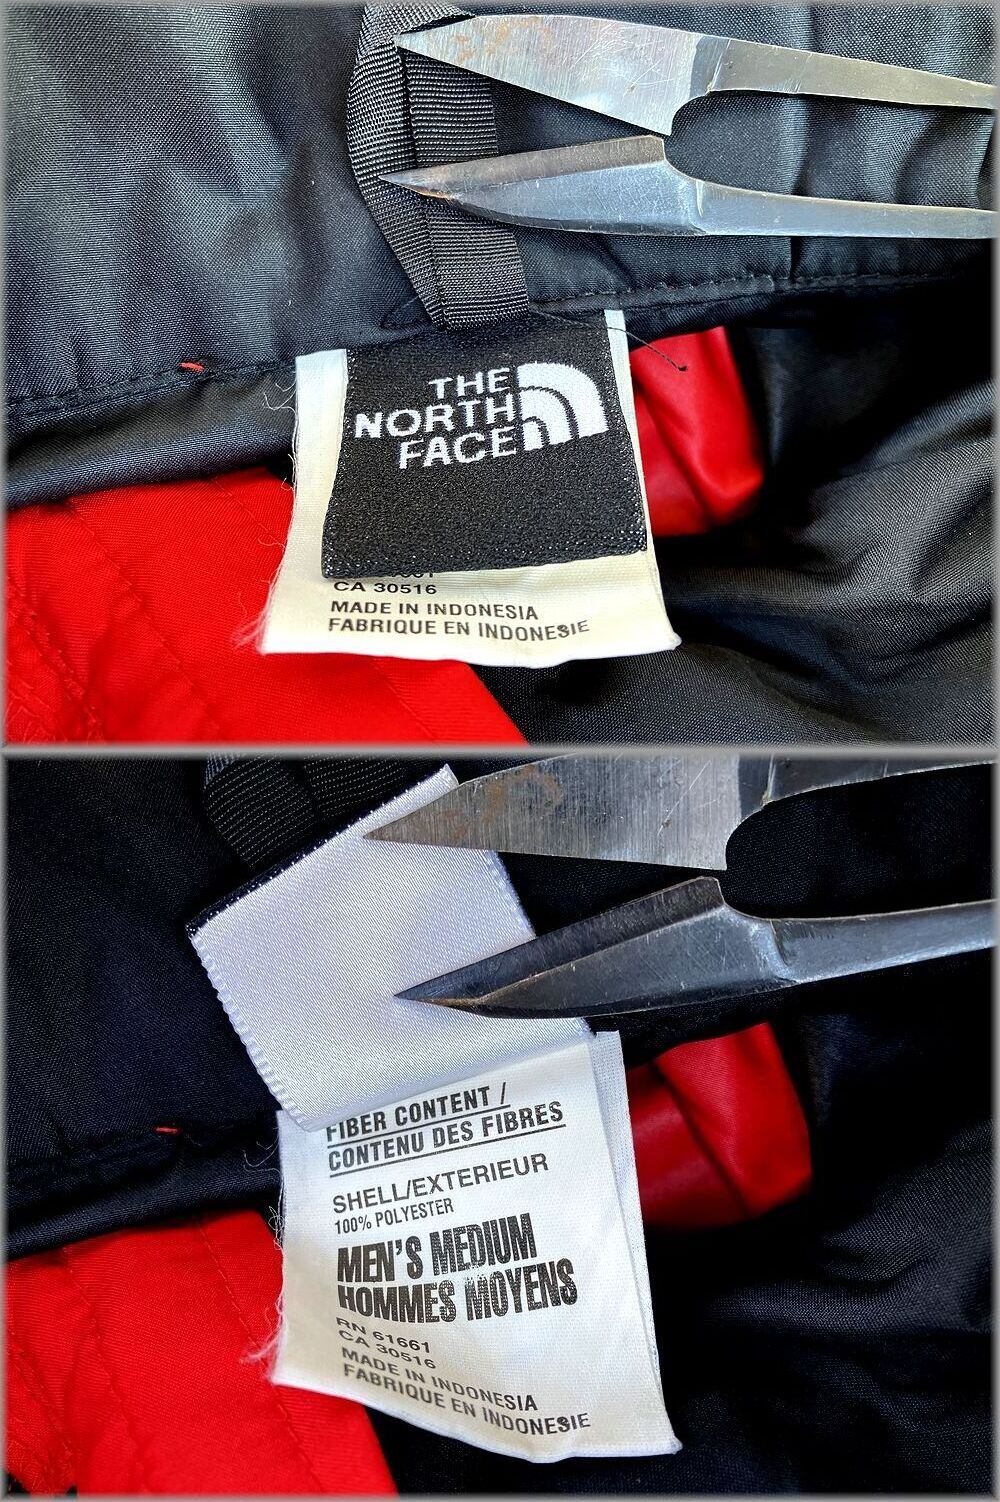 THE
NORTH
FACE
CA 30516
MADE IN INDONESIA
FABRIQUE EN INDONESIE
FIBER CONTENT /
CONTENU DES FIBRES
SHELL/EXTERIEUR
100% POLYESTER
MEN'S MEDIUM
HOMMES MOYENS
RN 61661
CA 30516
MADE IN INDONESIA
FABRIQUE EN INDONESIE